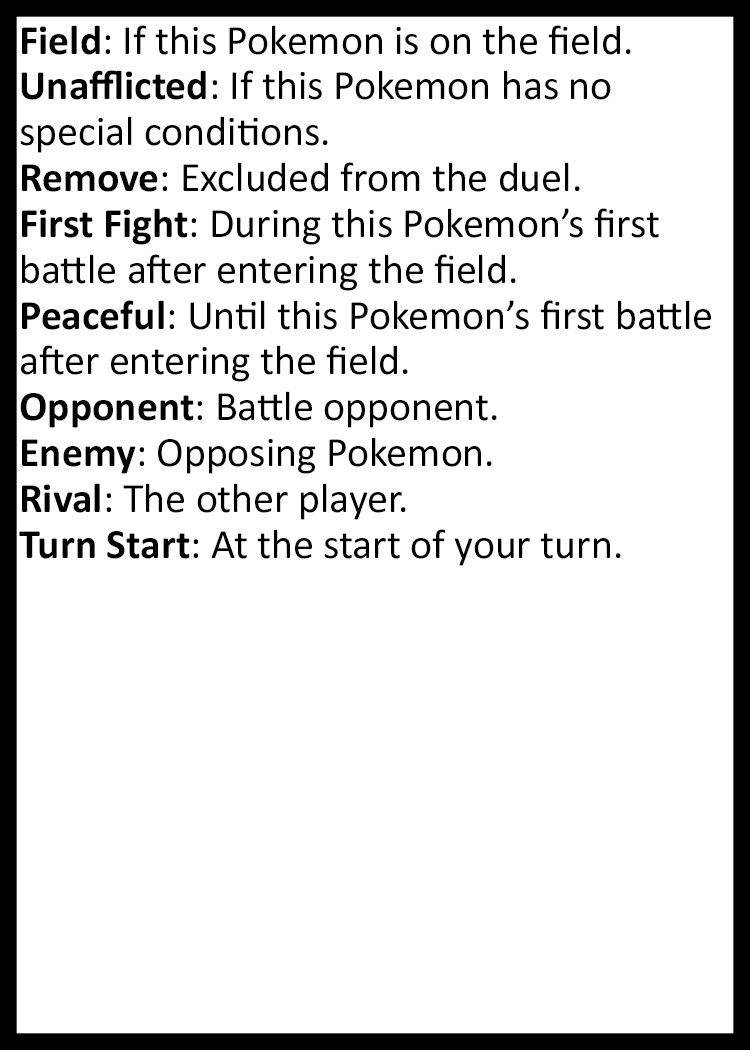 Field: If this Pokemon is on the field.
Unafflicted: If this Pokemon has no
special conditions.
Remove: Excluded from the duel.
First Fight: During this Pokemon’s first
battle after entering the field.
Peaceful: Until this Pokemon’s first battle
after entering the field.
Opponent: Battle opponent.
Enemy: Opposing Pokemon.
Rival: The other player.
Turn Start: At the start of your turn.